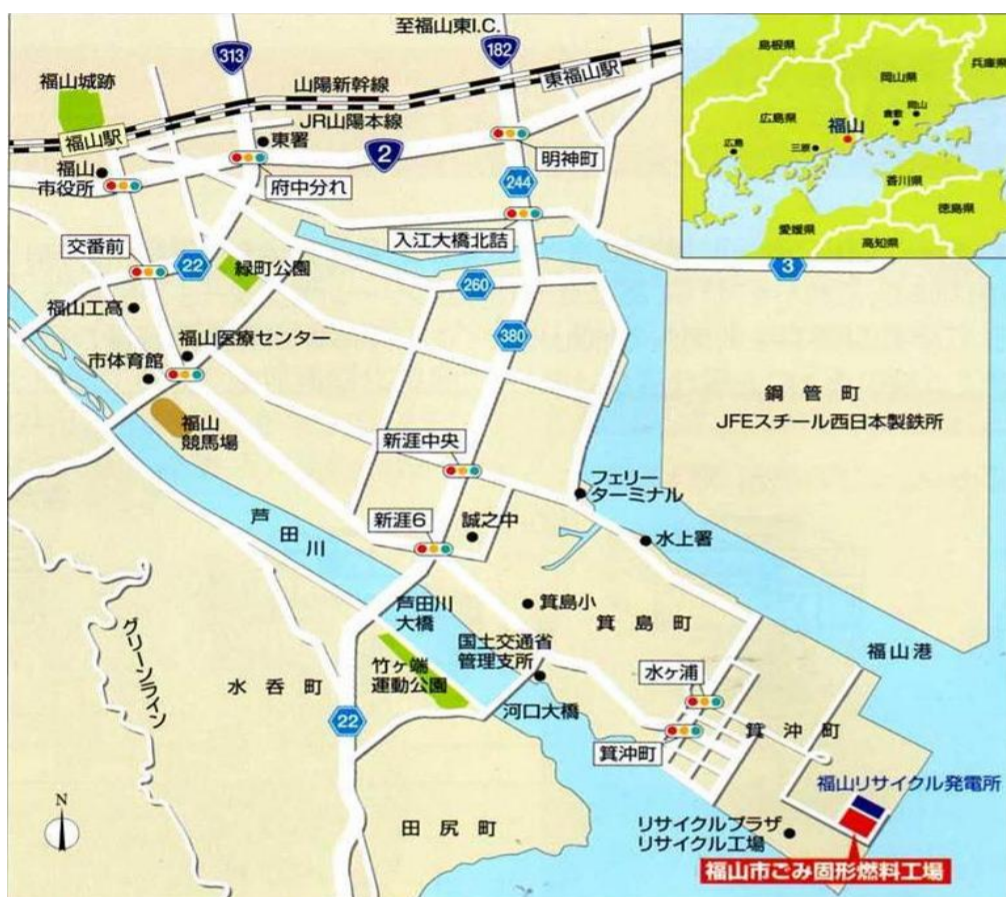 至福山東I.C.
313
182
福山城跡
山陽新幹線
東福山駅
福山駅
JR山陽本線
東署
2
明神町
福山
市役所
府中分れ
244
交番前
入江大橋北詰
22
緑町公園
260
3
福山工高
380
福山医療センター
市体育館
福山
競馬場
鋼管町
JFEスチール西日本製鉄所
新涯中央
フェリー
ターミナル
芦田川
新涯6
誠之中
水上署
グリーンライン
芦田川
大橋
箕島小
箕島町
国土交通省
管理支所
福山港
水呑町
竹ヶ端
運動公園
水ヶ浦
22
河口大橋
箕沖町
箕沖町
福山リサイクル発電所
N
田尻町
リサイクルプラザ
リサイクル工場
福山市ごみ固形燃料工場
島根県
兵庫県
岡山県
広島県
岡山
倉敷
福山
広島
三原
香川県
徳島県
愛媛県
高知県